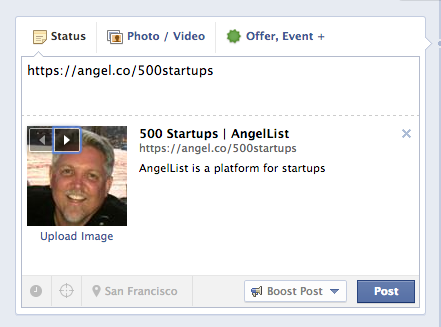 Status Photo / Video Offer, Event +
https://angel.co/500startups
500 Startups | AngelList
https://angel.co/500startups
AngelList is a platform for startups
Upload Image
San Francisco Boost Post Post